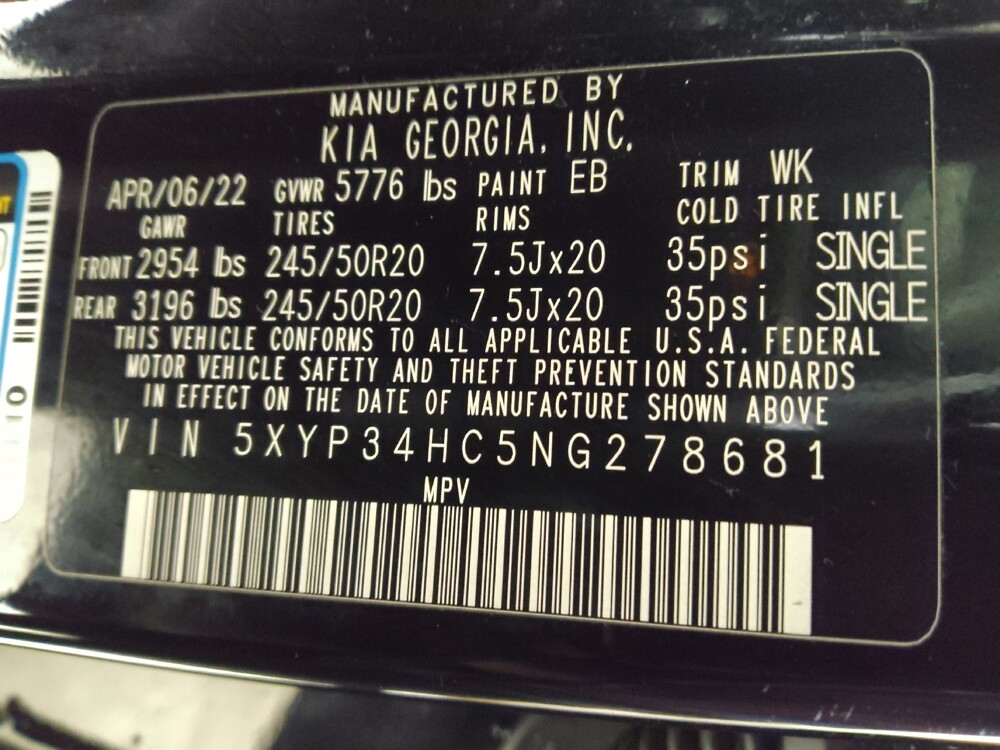 MANUFACTURED BY
KIA GEORGIA, INC.
APR/06/22 GVWR 5776 lbs PAINT EB TRIM WK
GAWR TIRES RIMS COLD TIRE INFL
FRONT 2954 lbs 245/50R20 7.5Jx20 35psi SINGLE
REAR 3196 lbs 245/50R20 7.5Jx20 35psi SINGLE
THIS VEHICLE CONFORMS TO ALL APPLICABLE U.S.A. FEDERAL
MOTOR VEHICLE SAFETY AND THEFT PREVENTION STANDARDS
IN EFFECT ON THE DATE OF MANUFACTURE SHOWN ABOVE
VIN 5XYP34HC5NG278681
MPV